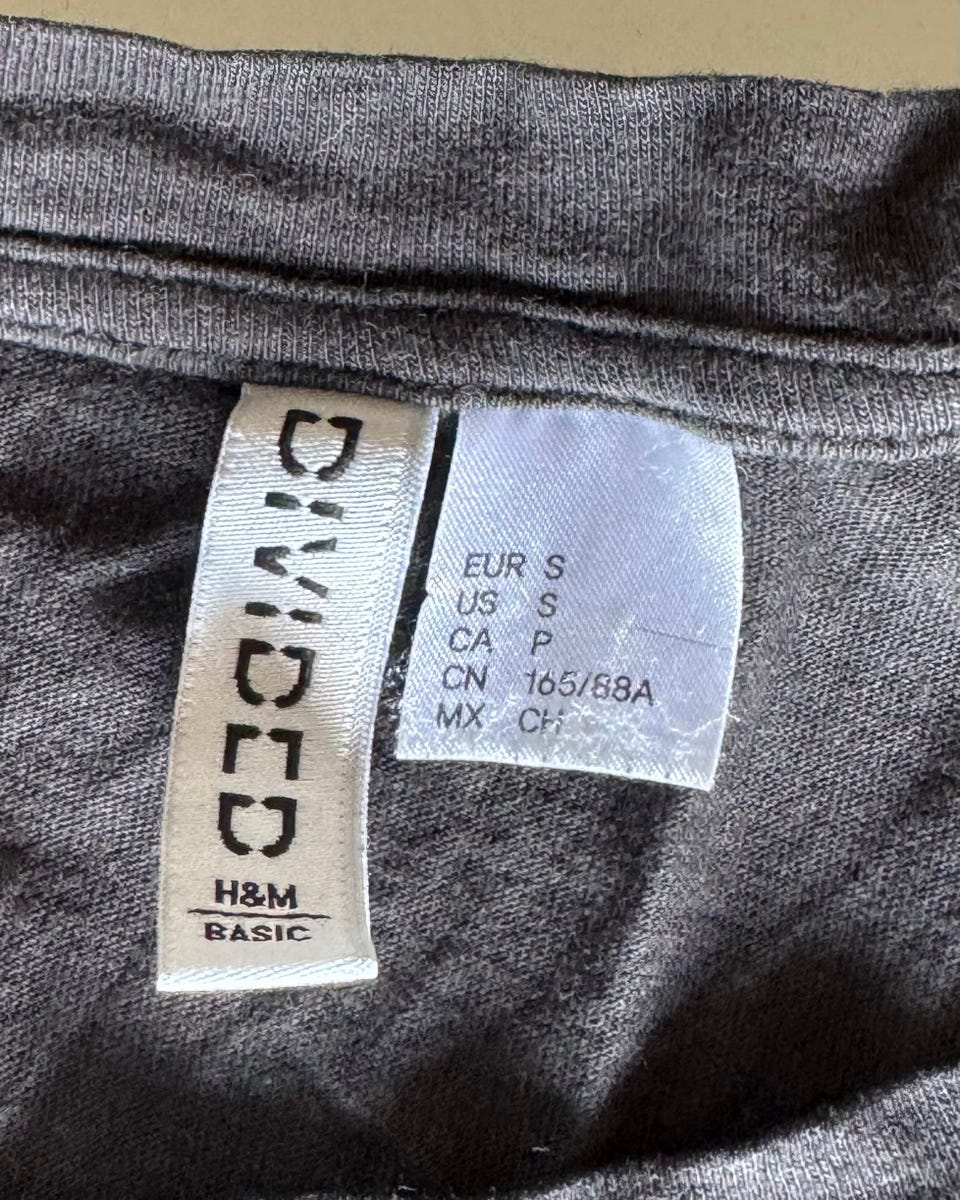 DIVIDED
H&M
BASIC
EUR S
US S
CA P
CN 165/88A
MX CH